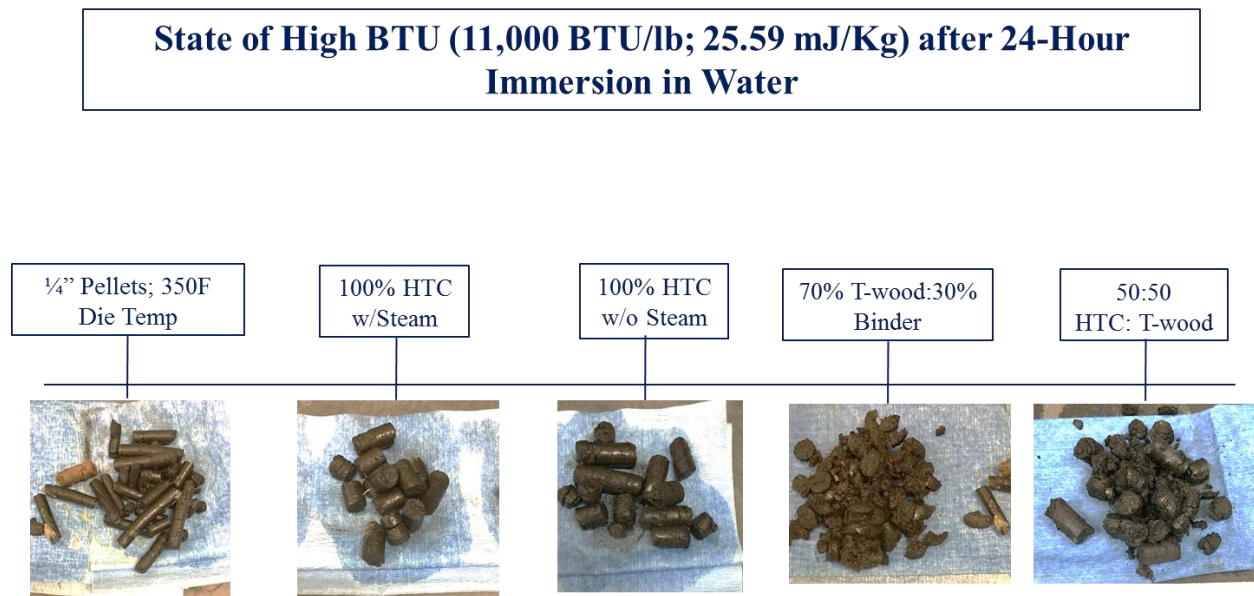 State of High BTU (11,000 BTU/lb; 25.59 mJ/Kg) after 24-Hour
Immersion in Water
¼” Pellets; 350F
Die Temp
100% HTC
w/Steam
100% HTC
w/o Steam
70% T-wood:30%
Binder
50:50
HTC: T-wood